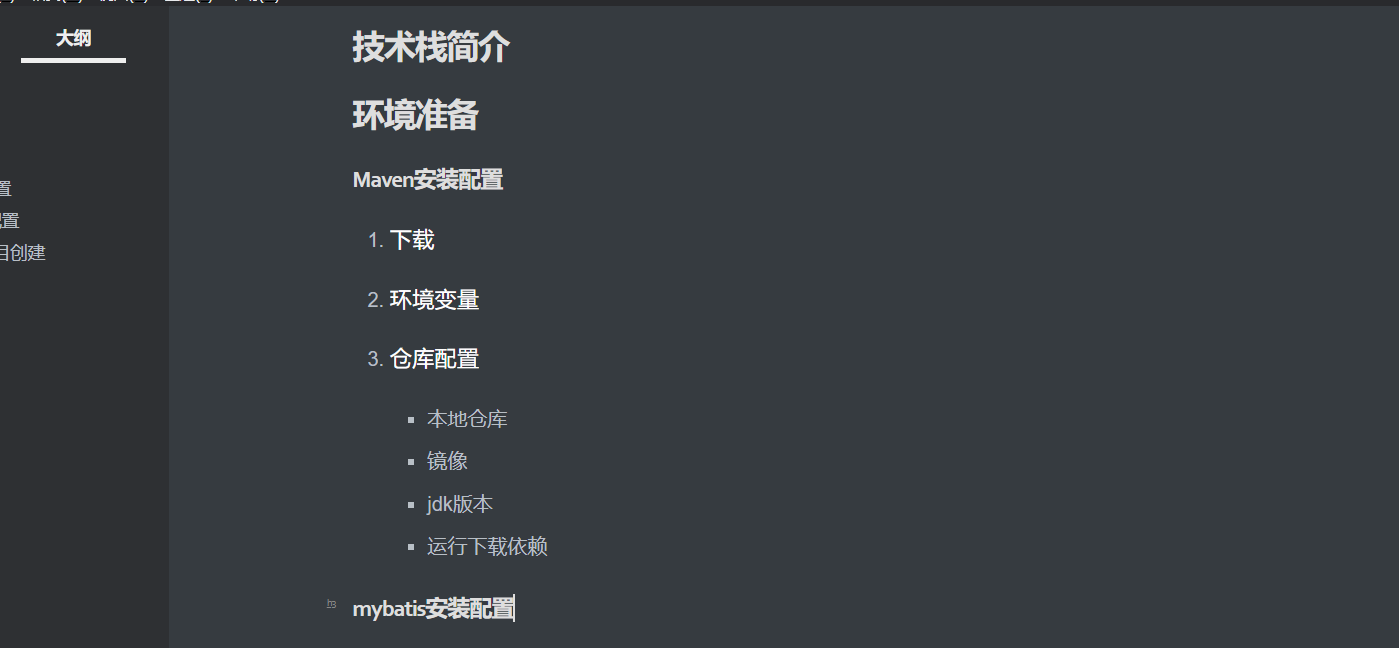 大纲
置
配置
目创建
技术栈简介
环境准备
Maven安装配置
1. 下载
2. 环境变量
3. 仓库配置
本地仓库
镜像
jdk版本
运行下载依赖
h3
mybatis安装配置